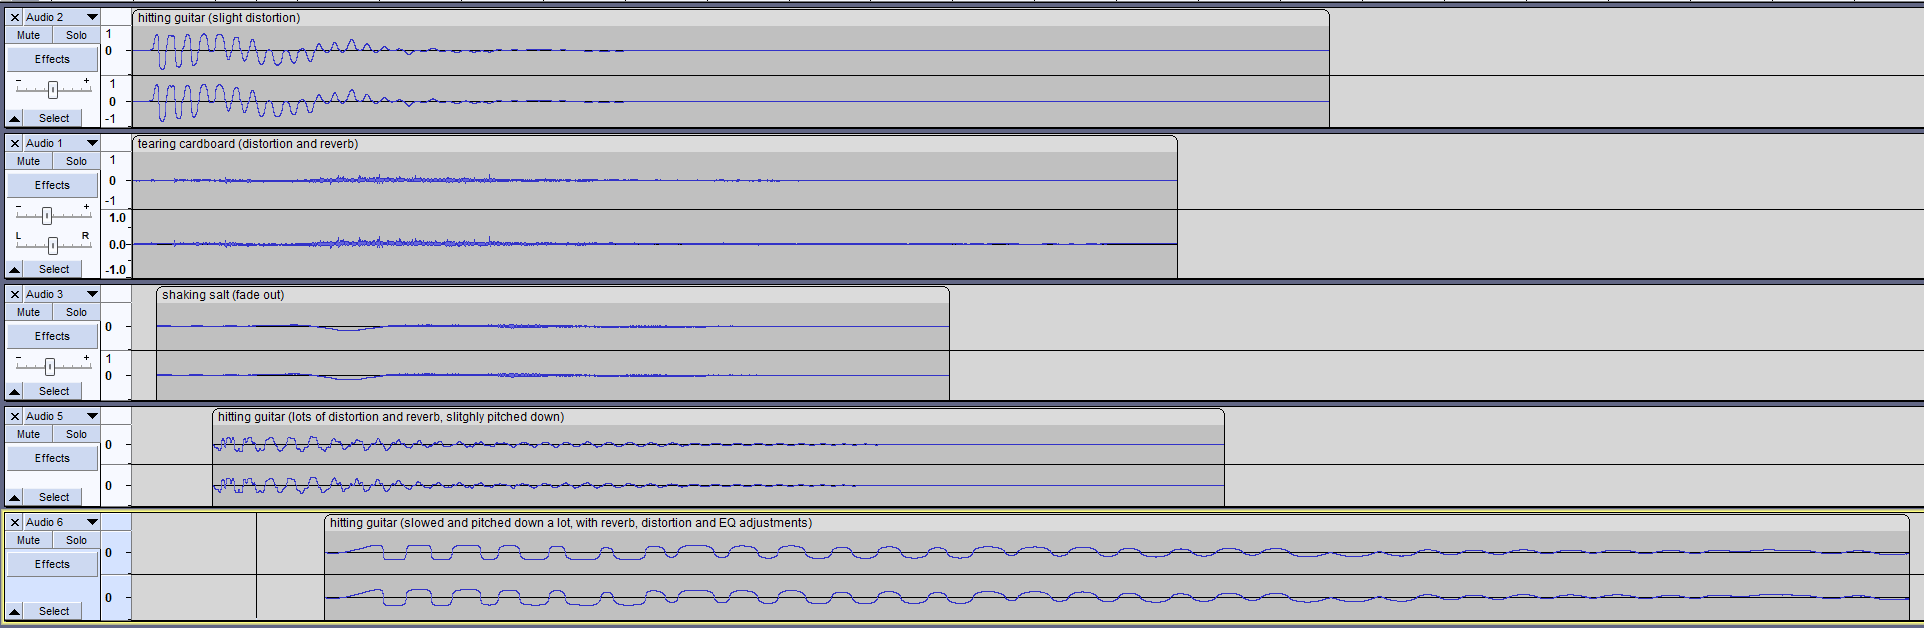 Audio 2 hitting guitar (slight distortion)
Mute Solo 1
0
Effects
- +
1
0
Select -1
Audio 1 tearing cardboard (distortion and reverb)
Mute Solo 1
Effects 0
- + -1
1.0
L R
0.0
Select -1.0
Audio 3 shaking salt (fade out)
Mute Solo
0
Effects
- + 1
0
Select
Audio 5 hitting guitar (lots of distortion and reverb, slitghly pitched down)
Mute Solo
0
Effects
0
Select
Audio 6 hitting guitar (slowed and pitched down a lot, with reverb, distortion and EQ adjustments)
Mute Solo
0
Effects
0
Select